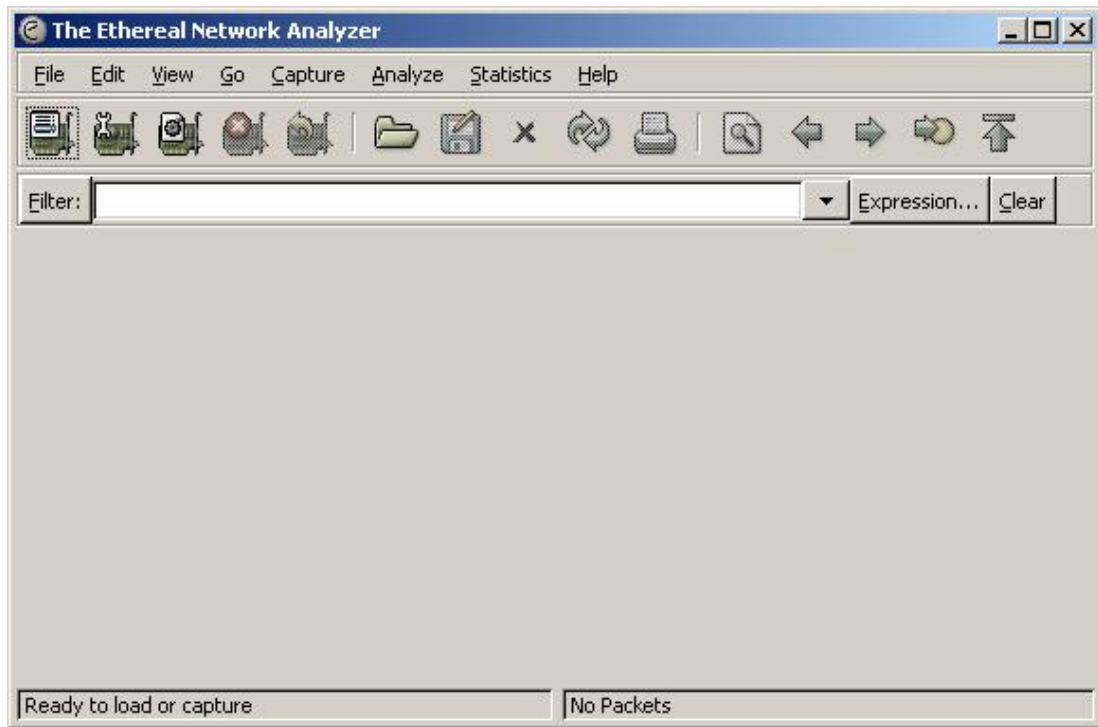 The Ethereal Network Analyzer
File Edit View Go Capture Analyze Statistics Help
Filter: Expression... Clear
Ready to load or capture No Packets